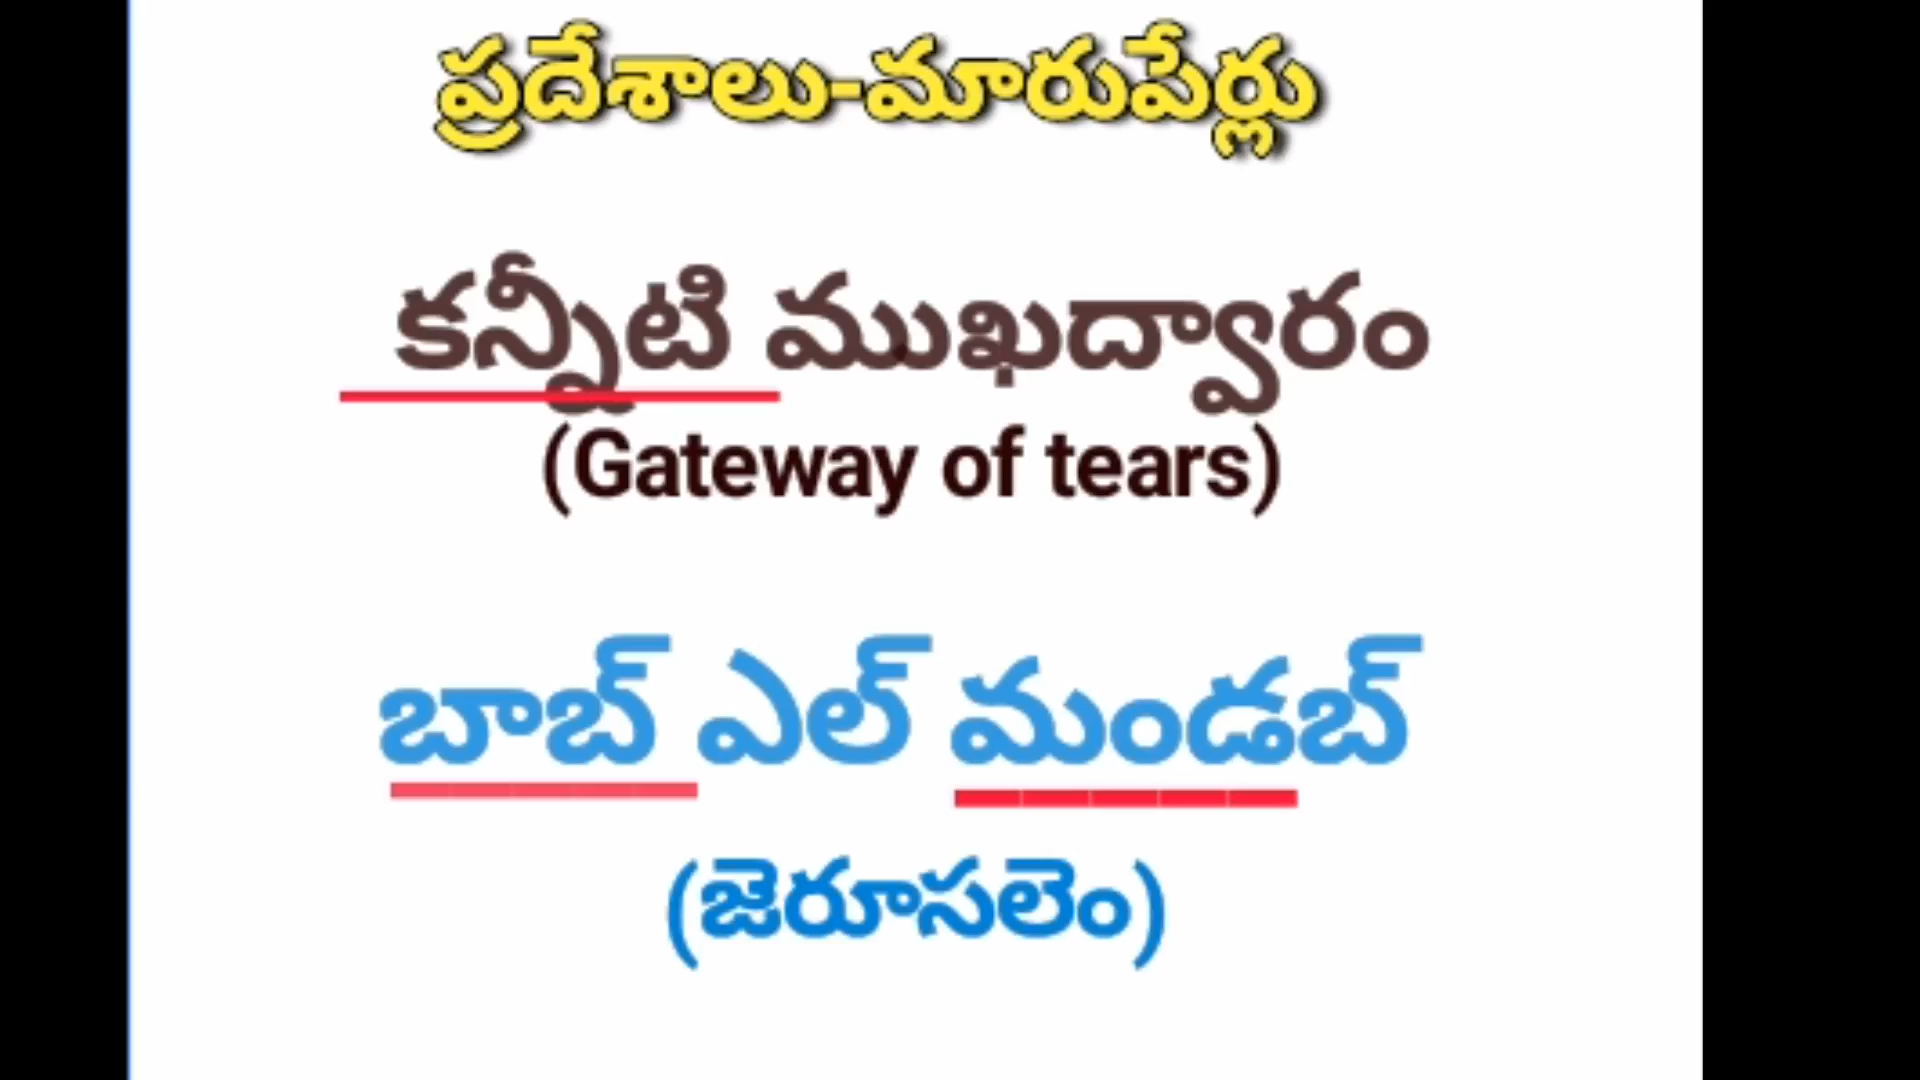 ప్రదేశాలు-మారుపేర్లు
కన్నీటి ముఖద్వారం
(Gateway of tears)
బాబ్ ఎల్ మండబ్
(జెరూసలెం)